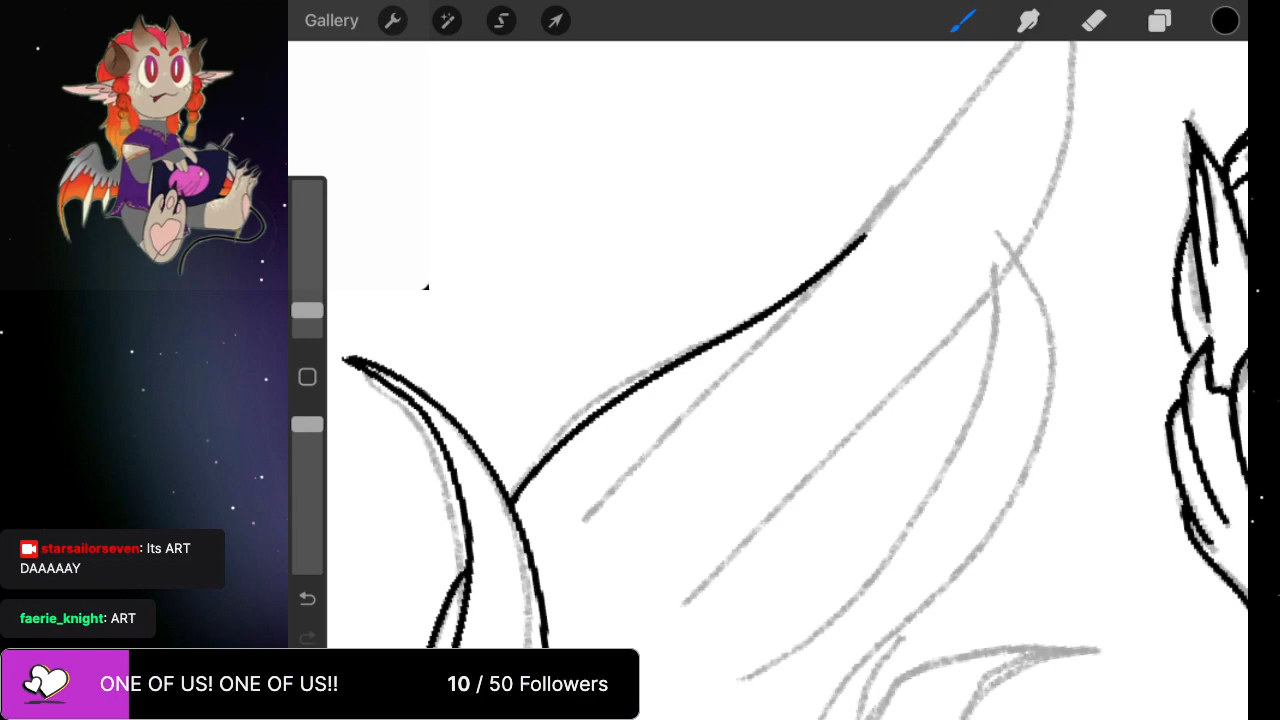 Gallery
starsailorseven: Its ART
DAAAAAY
faerie_knight: ART
ONE OF US! ONE OF US!!
10 / 50 Followers